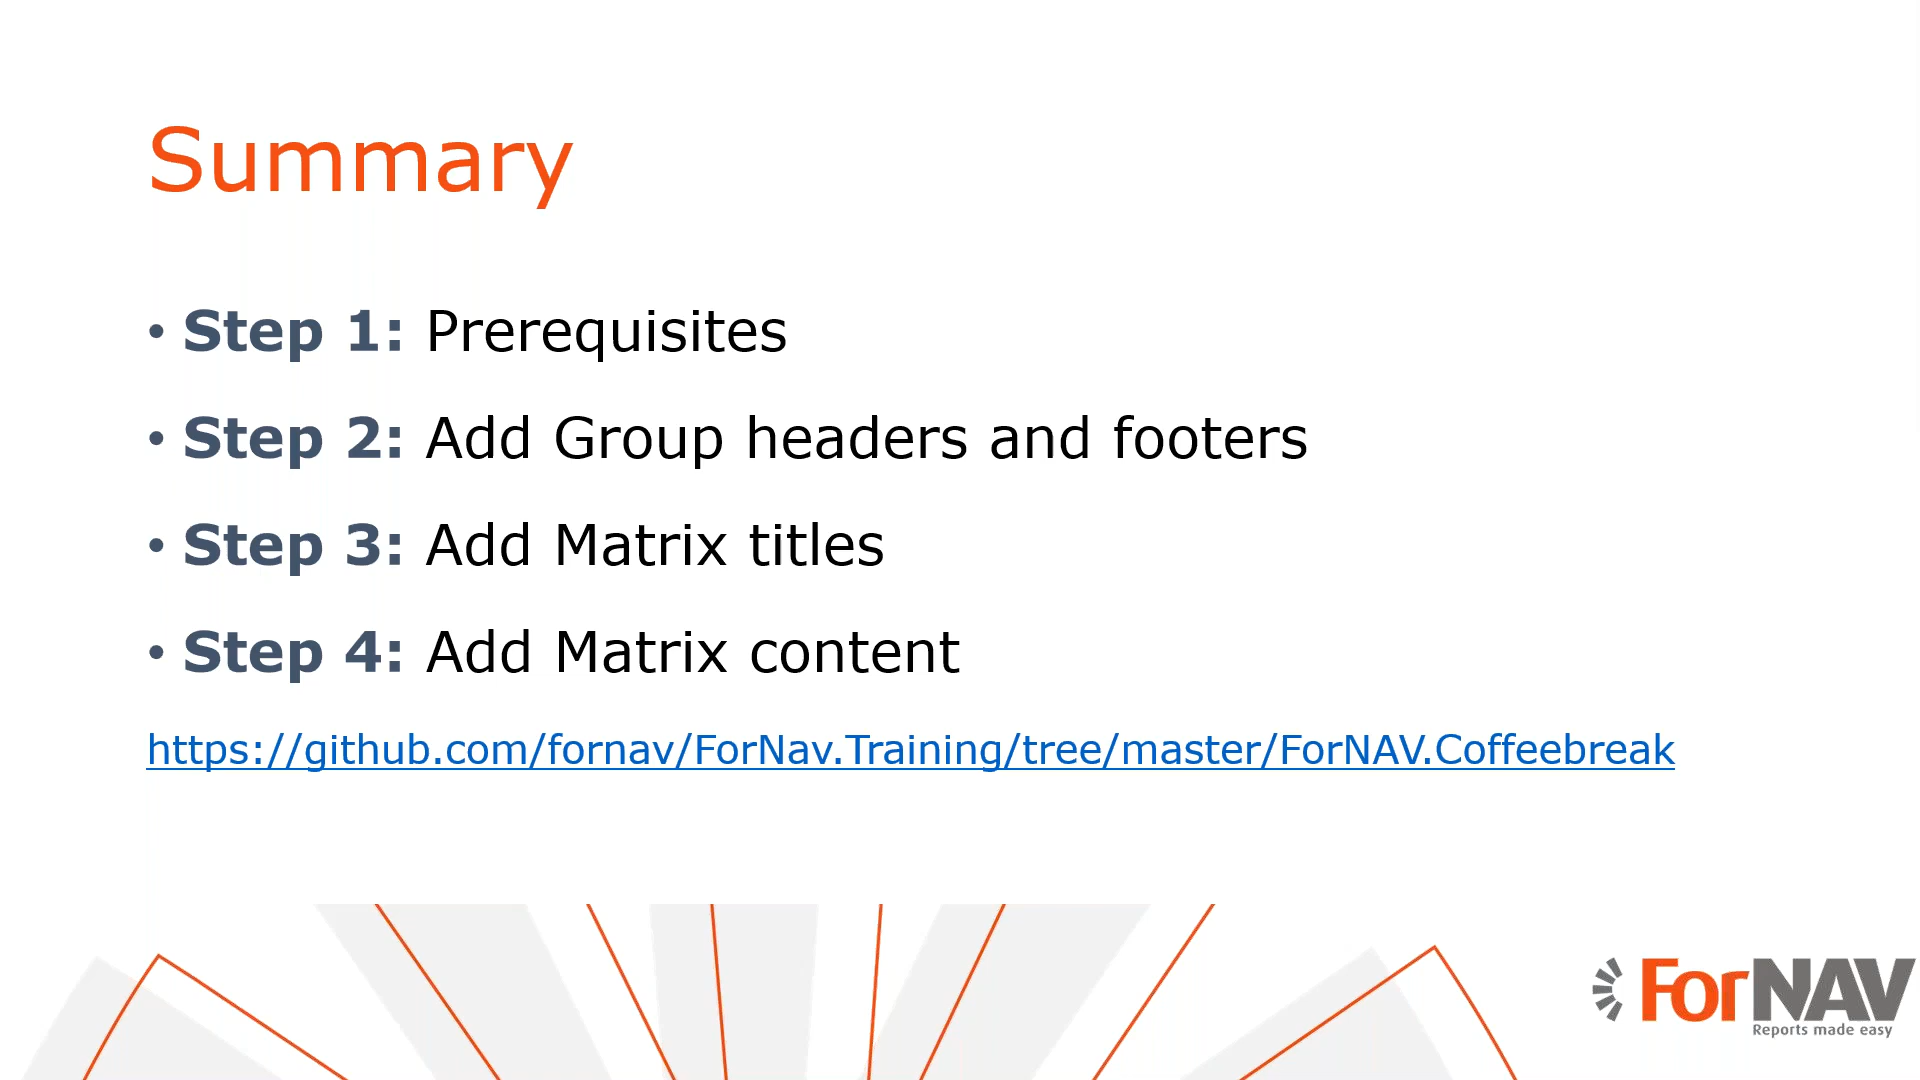 Summary
• Step 1: Prerequisites
• Step 2: Add Group headers and footers
• Step 3: Add Matrix titles
• Step 4: Add Matrix content
https://github.com/fornav/ForNav.Training/tree/master/ForNAV.Coffeebreak
ForNAV
Reports made easy